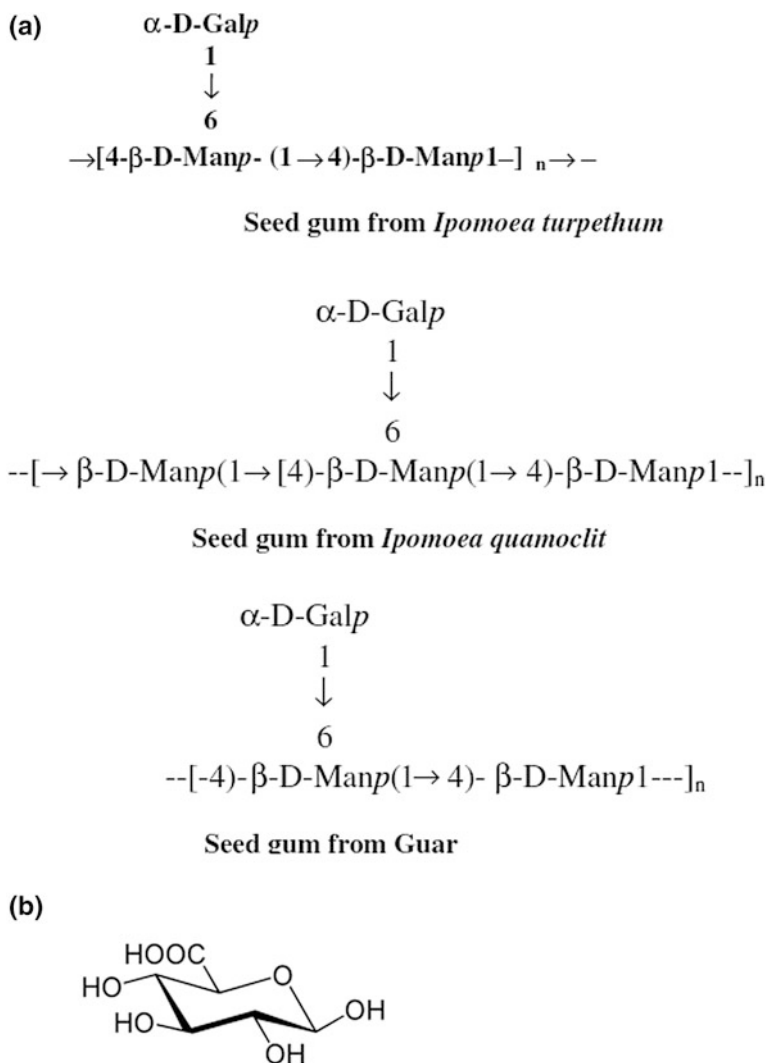 (a)
α-D-Galp
1
↓
6
→[4-β-D-Manp- (1→4)-β-D-Manp1–] n→ –
Seed gum from Ipomoea turpethum
α-D-Galp
1
↓
6
--[→ β-D-Manp(1→[4)-β-D-Manp(1→ 4)-β-D-Manp1--]n
Seed gum from Ipomoea quamoclit
α-D-Galp
1
↓
6
--[-4)-β-D-Manp(1→ 4)- β-D-Manp1---]n
Seed gum from Guar
(b)
HOOC
O
HO
OH
HO
OH